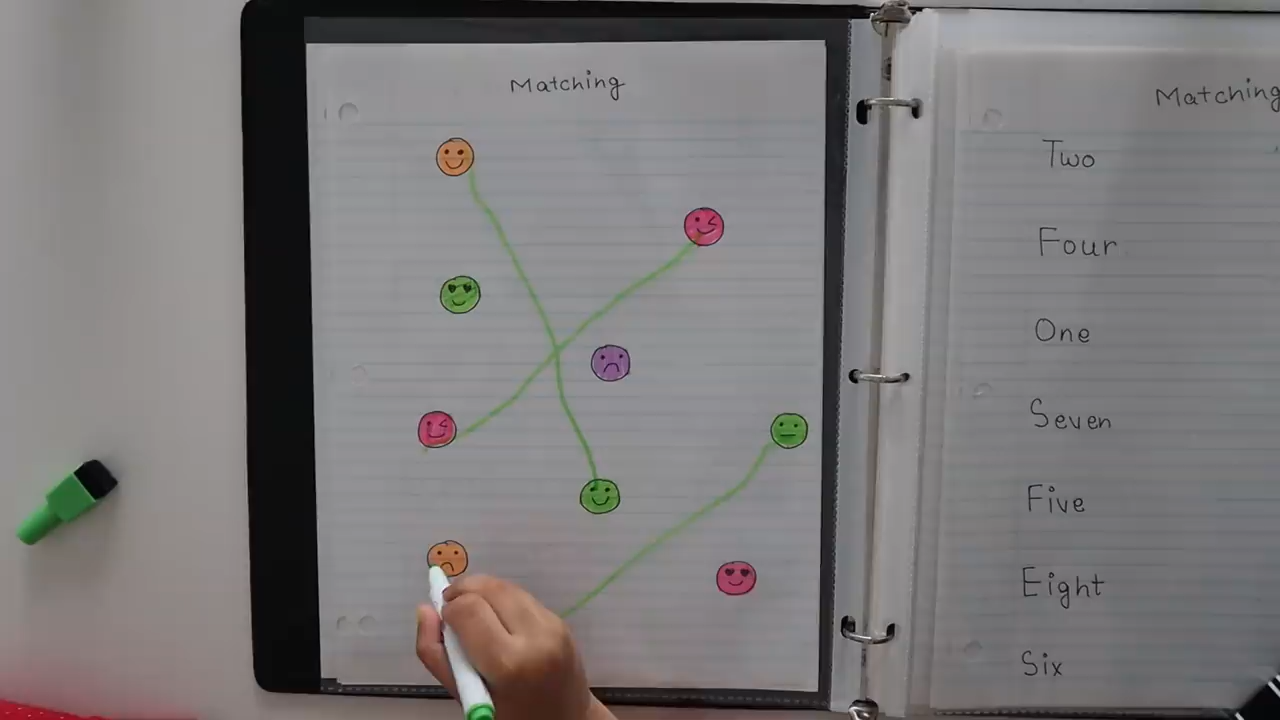 Matching
Matching
Two
Four
One
Seven
Five
Eight
Six